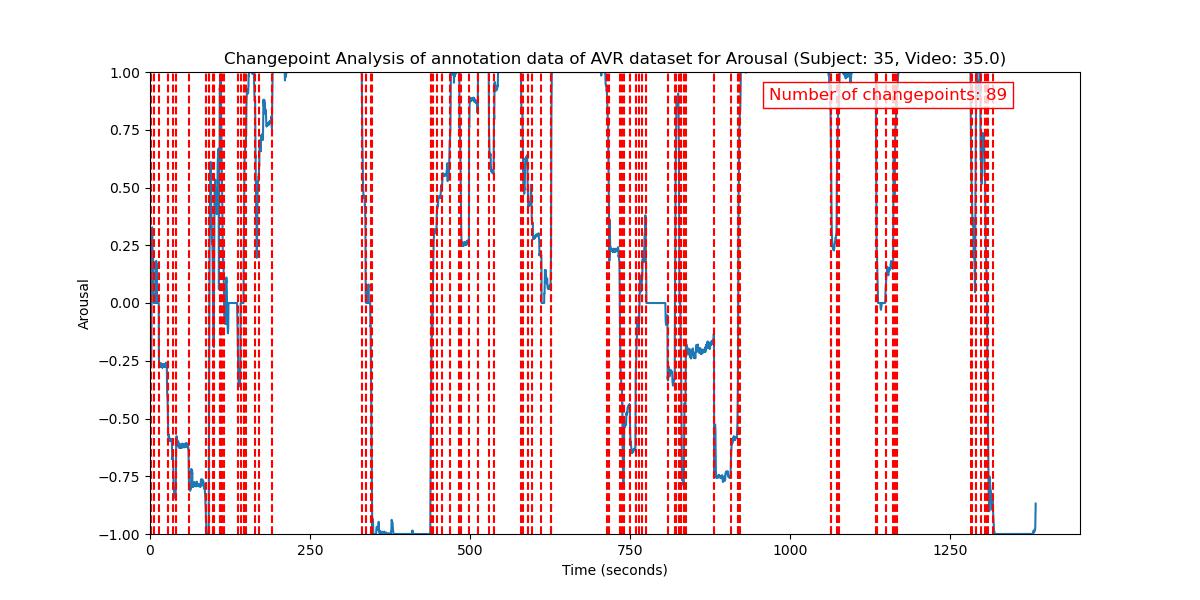 Changepoint Analysis of annotation data of AVR dataset for Arousal (Subject: 35, Video: 35.0)
Number of changepoints: 89
1.00
0.75
0.50
0.25
0.00
−0.25
−0.50
−0.75
−1.00
Arousal
0 250 500 750 1000 1250
Time (seconds)